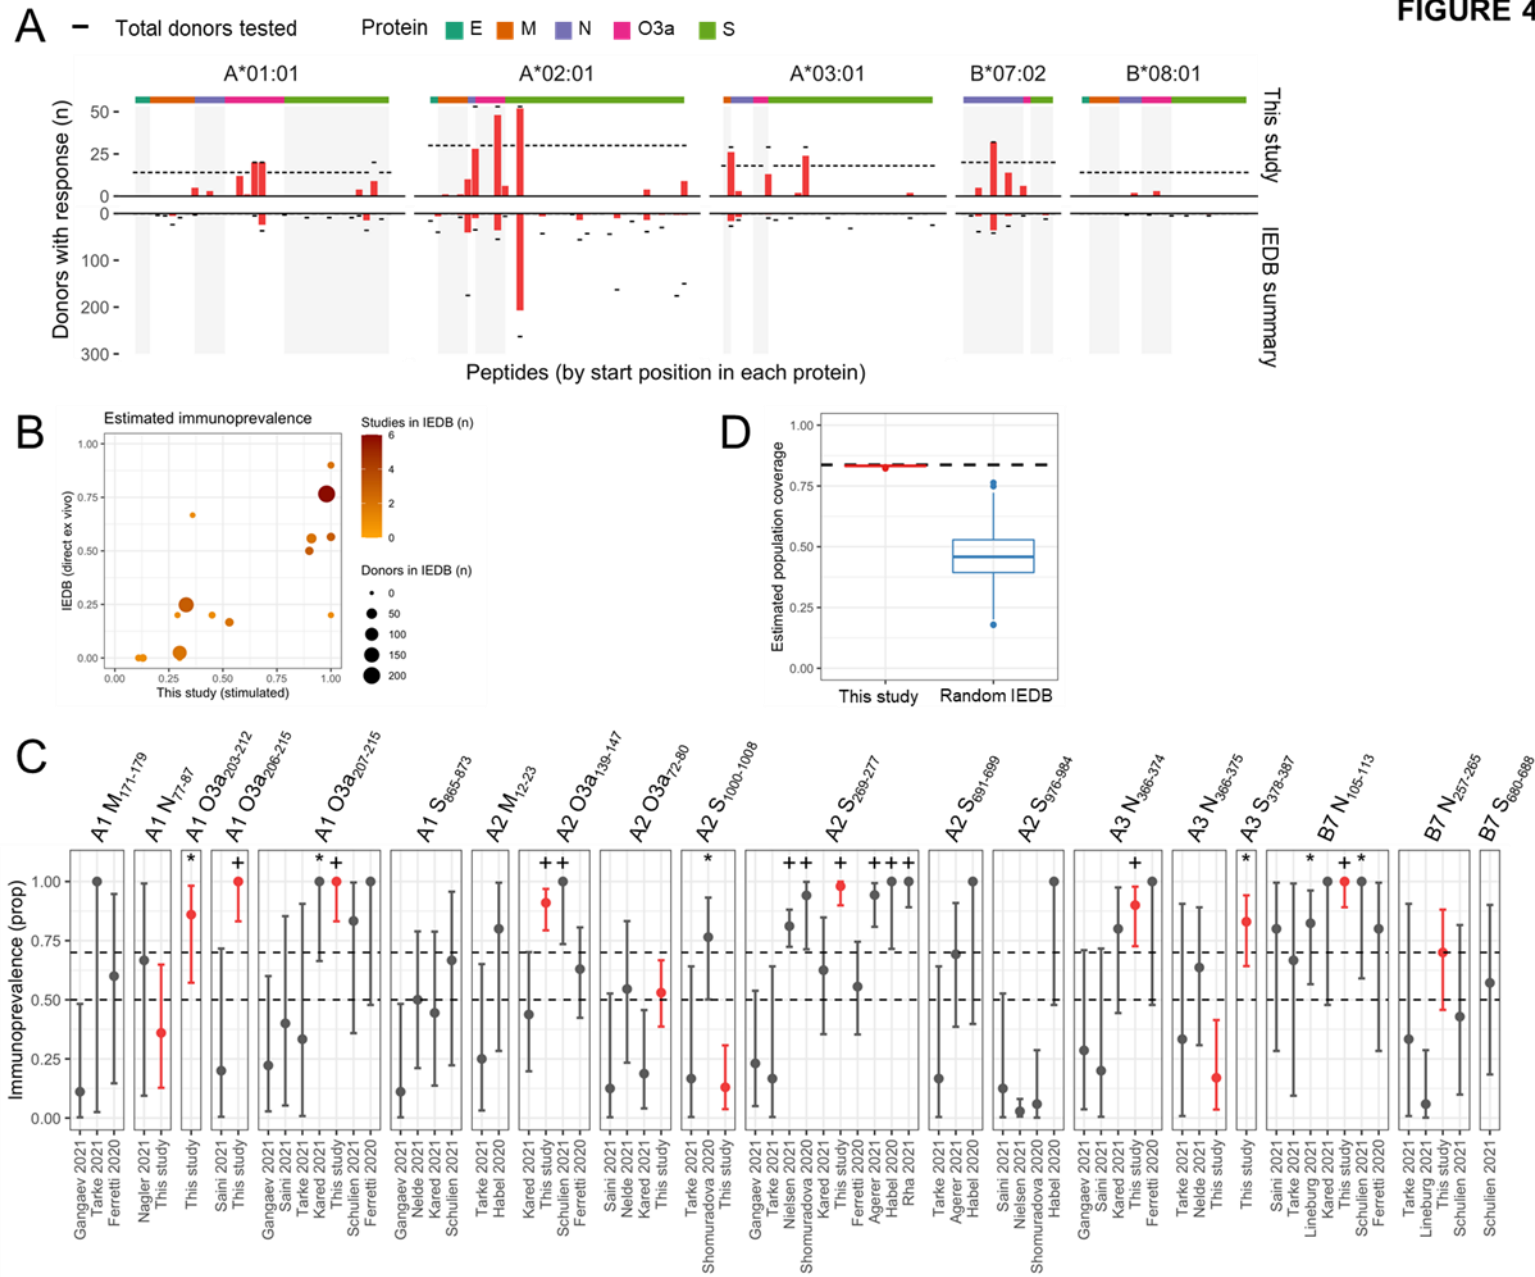 FIGURE 4
A
Total donors tested
Protein E M N O3a S
A*01:01 A*02:01 A*03:01 B*07:02 B*08:01
Donors with response (n)
50
25
0
0
100
200
300
This study
IEDB summary
Peptides (by start position in each protein)
B
Estimated immunoprevalence
IEDB (direct ex vivo)
1.00
0.75
0.50
0.25
0.00
0.00 0.25 0.50 0.75 1.00
This study (stimulated)
Studies in IEDB (n)
6
4
2
0
Donors in IEDB (n)
0
50
100
150
200
D
Estimated population coverage
1.00
0.75
0.50
0.25
0.00
This study Random IEDB
C
A1 M171-179
A1 N77-87
A1 O3a203-212
A1 O3a206-215
A1 O3a207-215
A1 S865-873
A2 M12-23
A2 O3a139-147
A2 O3a72-80
A2 S1000-1008
A2 S269-277
A2 S691-699
A2 S976-984
A3 N366-374
A3 N366-375
A3 S378-387
B7 N105-113
B7 N257-265
B7 S680-688
* + * + + + * + + + + + + + * * + *
Immunoprevalence (prop)
1.00
0.75
0.50
0.25
0.00
Gangaev 2021
Tarke 2021
Ferretti 2020
Nagler 2021
This study
This study
Saini 2021
This study
Gangaev 2021
Saini 2021
Tarke 2021
Kared 2021
This study
Schulien 2021
Ferretti 2020
Gangaev 2021
Nelde 2021
Kared 2021
Schulien 2021
Tarke 2021
Habel 2020
Kared 2021
This study
Schulien 2021
Ferretti 2020
Saini 2021
Nelde 2021
Kared 2021
This study
Tarke 2021
Shomuradova 2020
This study
Gangaev 2021
Tarke 2021
Nielsen 2021
Shomuradova 2020
Kared 2021
This study
Ferretti 2020
Agerer 2021
Habel 2020
Rha 2021
Tarke 2021
Agerer 2021
Habel 2020
Saini 2021
Nielsen 2021
Shomuradova 2020
Habel 2020
Gangaev 2021
Saini 2021
Kared 2021
This study
Ferretti 2020
Tarke 2021
Nelde 2021
This study
This study
Saini 2021
Tarke 2021
Lineburg 2021
Kared 2021
This study
Schulien 2021
Ferretti 2020
Tarke 2021
Lineburg 2021
This study
Schulien 2021
Schulien 2021